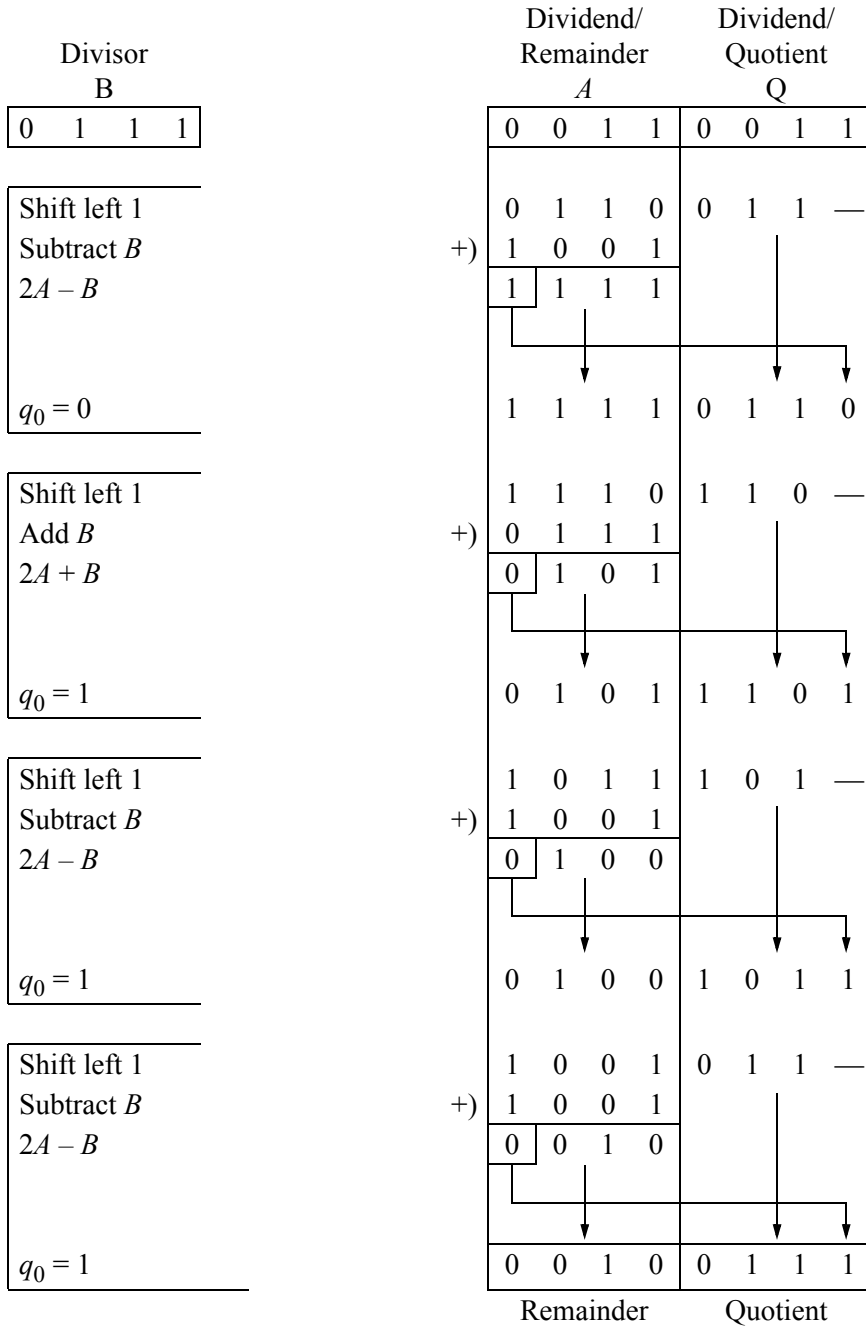 Dividend/ Dividend/
Divisor Remainder Quotient
B A Q
0 1 1 1 0 0 1 1 0 0 1 1
Shift left 1 0 1 1 0 0 1 1 —
Subtract B +) 1 0 0 1
2A – B 1 1 1 1
q0 = 0 1 1 1 1 0 1 1 0
Shift left 1 1 1 1 0 1 1 0 —
Add B +) 0 1 1 1
2A + B 0 1 0 1
q0 = 1 0 1 0 1 1 1 0 1
Shift left 1 1 0 1 1 1 0 1 —
Subtract B +) 1 0 0 1
2A – B 0 1 0 0
q0 = 1 0 1 0 0 1 0 1 1
Shift left 1 1 0 0 1 0 1 1 —
Subtract B +) 1 0 0 1
2A – B 0 0 1 0
q0 = 1 0 0 1 0 0 1 1 1
Remainder Quotient